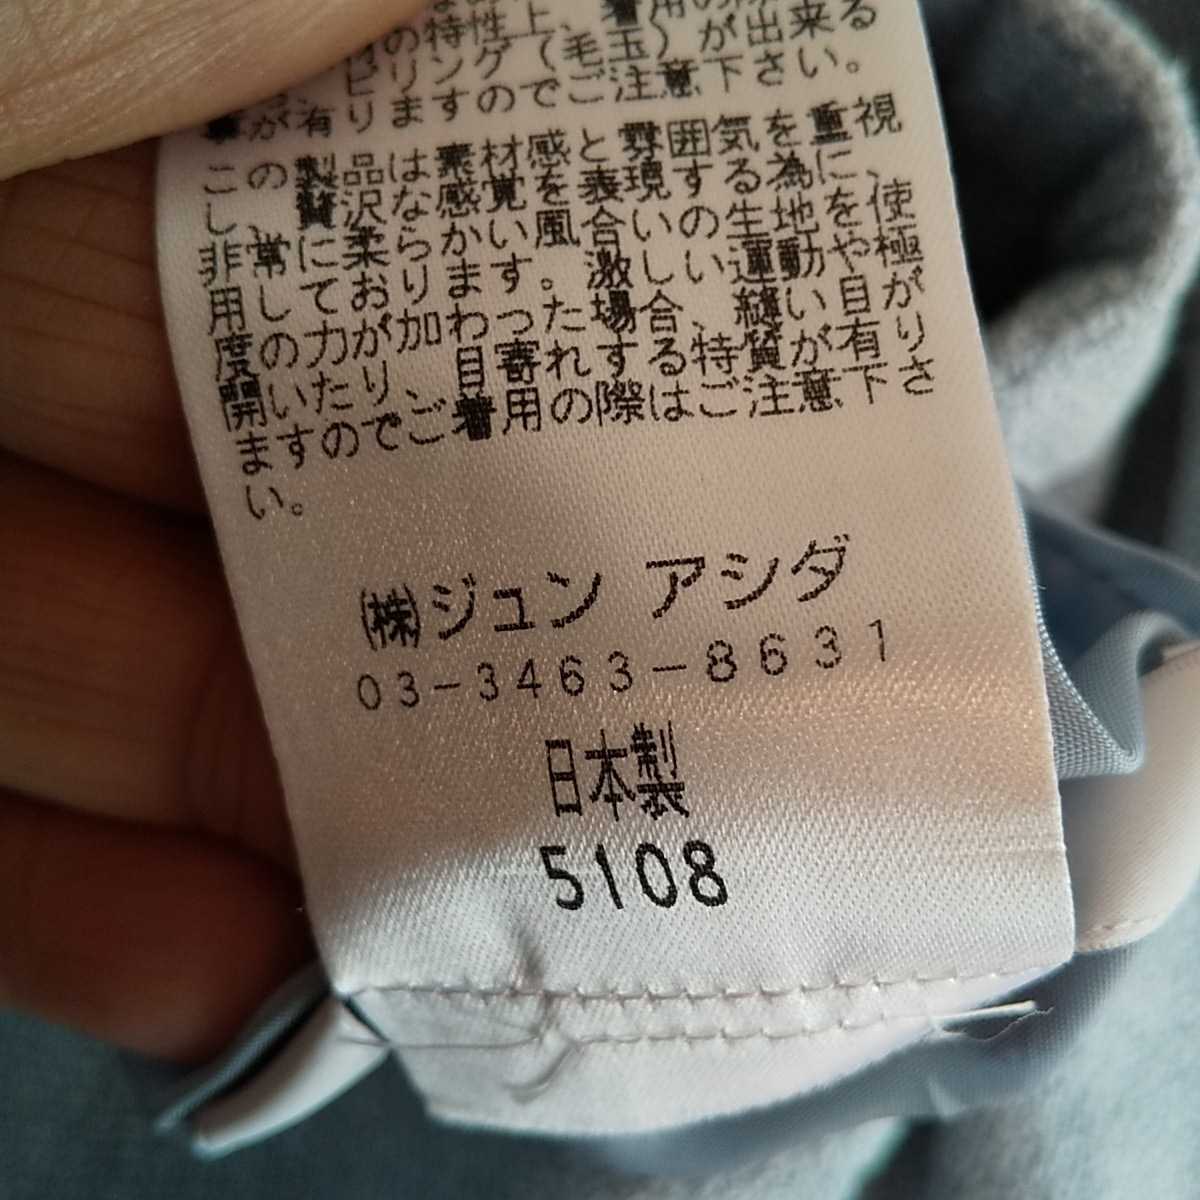 の特性上、着用の際
ピリング（毛玉）が出来る
事が有りますのでご注意下さい。
この製品は素材感と雰囲気を重視
し、贅沢な感覚を表現する為に、
非常に柔らかい風合いの生地を使
用しております。激しい運動や極
度の力が加わった場合、縫い目が
開いたり、目寄れする特質が有り
ますのでご着用の際はご注意下さ
い。
㈱ジュン アシダ
03-3463-8631
日本製
5108